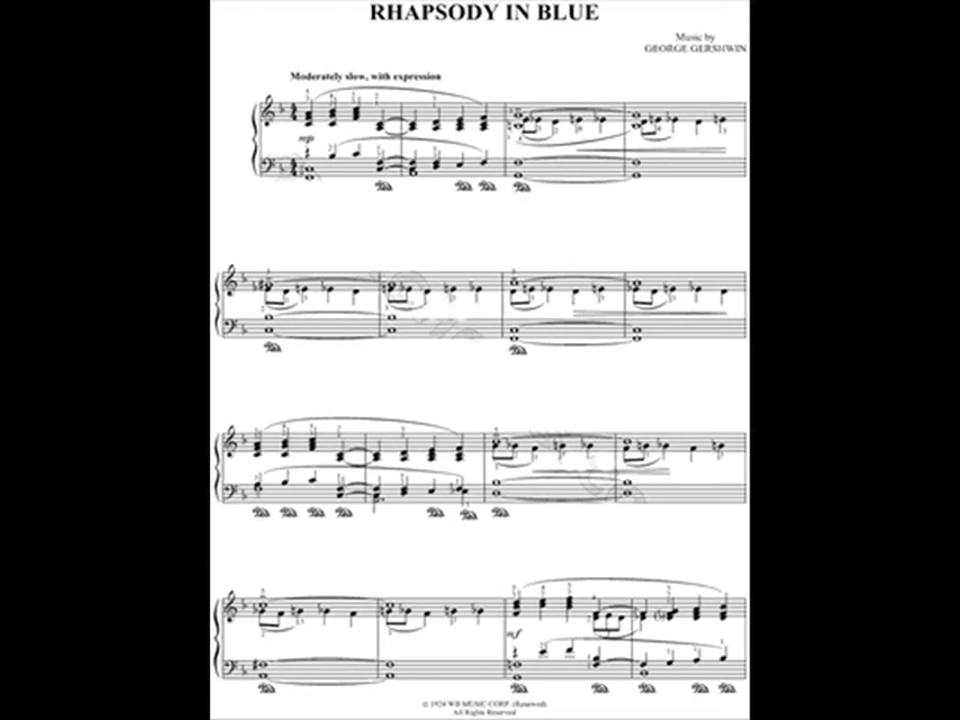 RHAPSODY IN BLUE
Music by
GEORGE GERSHWIN
Moderately slow, with expression
mp
mf
© 1924 WB MUSIC CORP. (Renewed)
All Rights Reserved